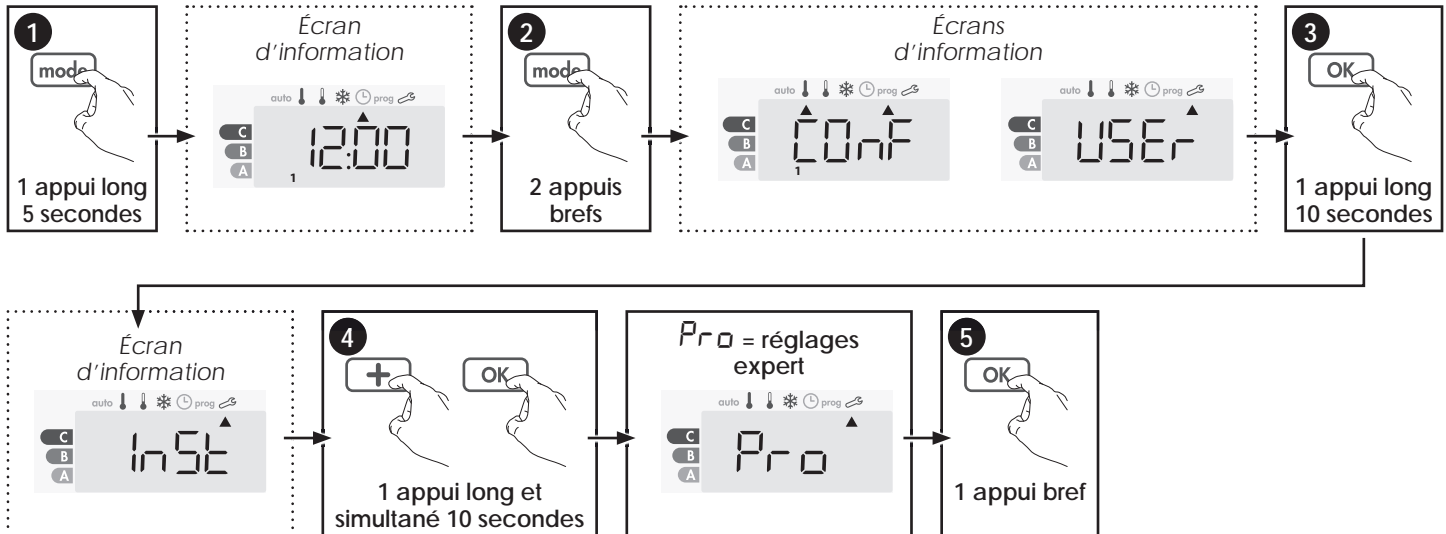 1
mode
1 appui long
5 secondes
Écran
d'information
auto prog
C
B
A
12:00
1
2
mode
2 appuis
brefs
Écrans
d'information
auto prog
C
B
A
COnF
1
auto prog
C
B
A
USEr
3
OK
1 appui long
10 secondes
Écran
d'information
auto prog
C
B
A
InSt
4
+
OK
1 appui long et
simultané 10 secondes
Pro = réglages
expert
auto prog
C
B
A
Pro
5
OK
1 appui bref